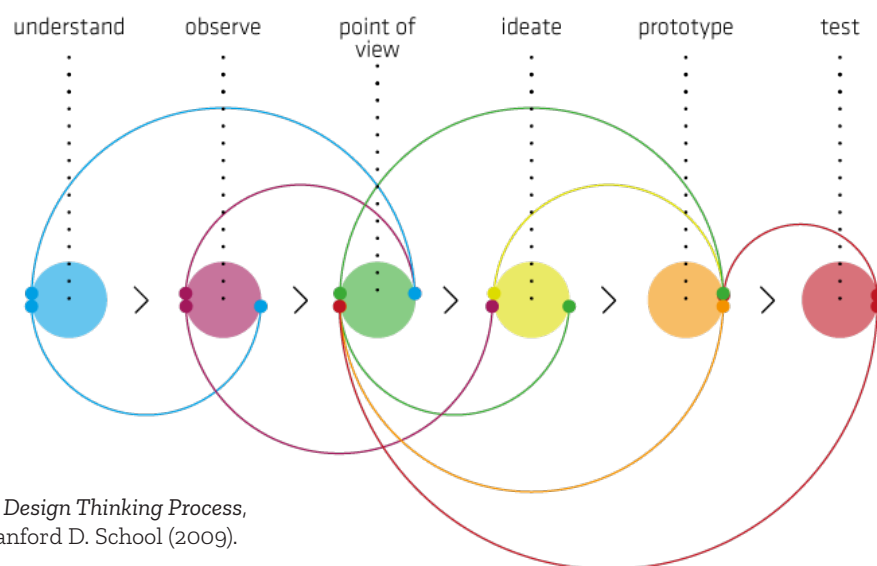 understand
observe
point of
view
ideate
prototype
test
Design Thinking Process,
anford D. School (2009).